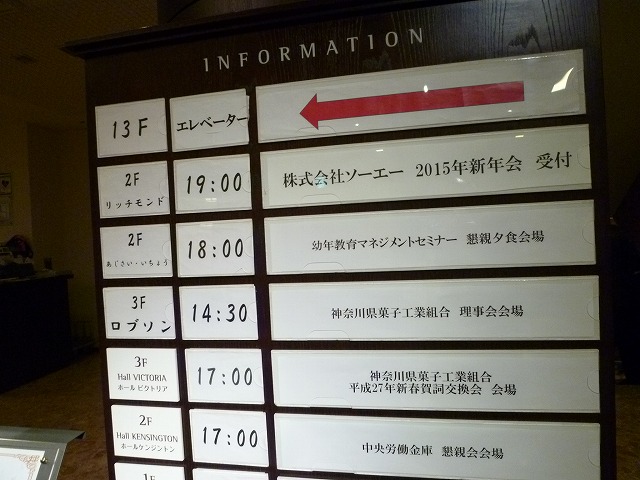 INFORMATION
13F エレベーター
2F リッチモンド 19:00 株式会社ソーエー 2015年新年会 受付
2F あじさい・いちょう 18:00 幼年教育マネジメントセミナー 懇親夕食会場
3F ロブソン 14:30 神奈川県菓子工業組合 理事会会場
3F
Hall VICTORIA
ホール ビクトリア
17:00
神奈川県菓子工業組合
平成27年新春賀詞交換会 会場
2F
Hall KENSINGTON
ホールケンジントン
17:00
中央労働金庫 懇親会会場
1F